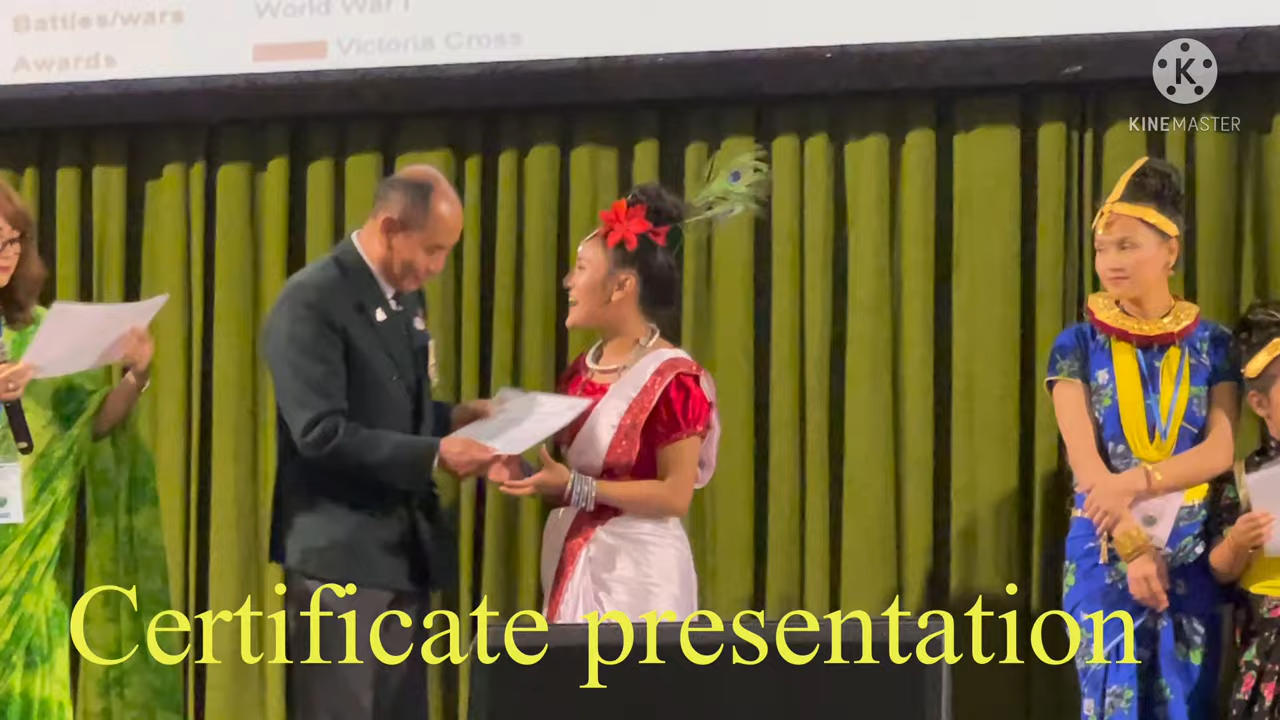 Battles/wars World War I
Awards Victoria Cross
K
KINEMASTER
Certificate presentation